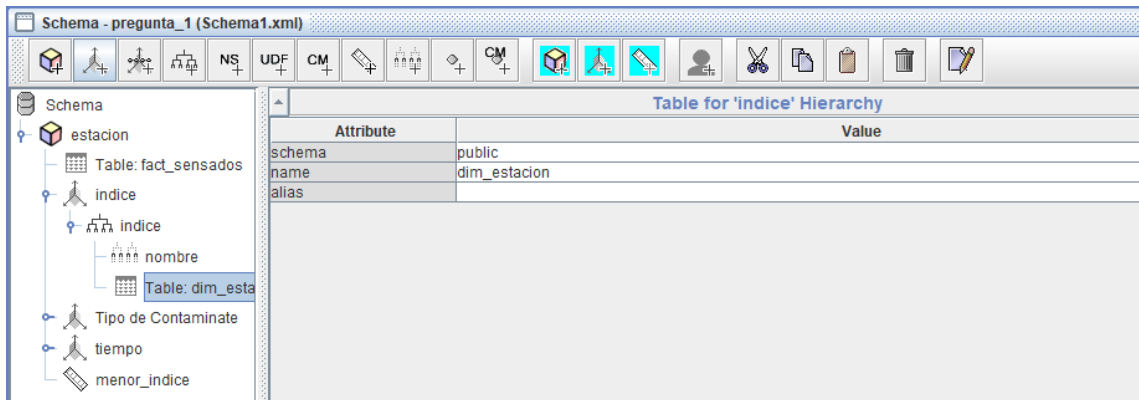 Schema - pregunta_1 (Schema1.xml)
NS UDF CM CM
Schema
estacion
Table: fact_sensados
indice
indice
nombre
Table: dim_esta
Tipo de Contaminate
tiempo
menor_indice
Table for 'indice' Hierarchy
Attribute Value
schema public
name dim_estacion
alias